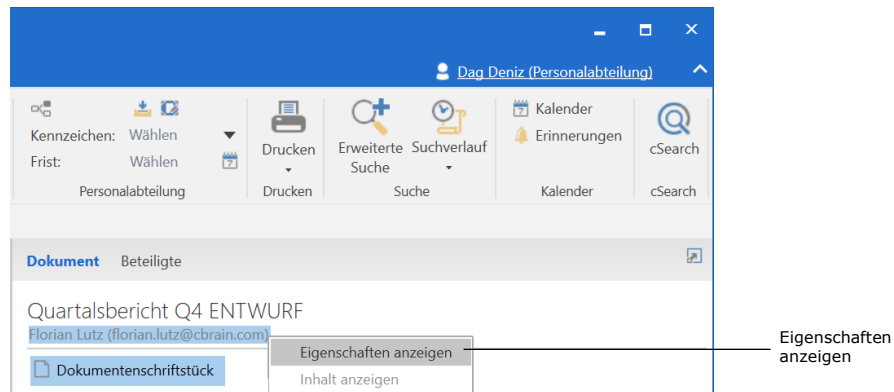 Dag Deniz (Personalabteilung)
Kennzeichen: Wählen
Frist: Wählen
Personalabteilung
Drucken
Drucken
Erweiterte Suche
Suchverlauf
Suche
Kalender
Erinnerungen
Kalender
cSearch
cSearch
Dokument Beteiligte
Quartalsbericht Q4 ENTWURF
Florian Lutz (florian.lutz@cbrain.com)
Eigenschaften anzeigen
Dokumentenschriftstück
Inhalt anzeigen
Eigenschaften
anzeigen